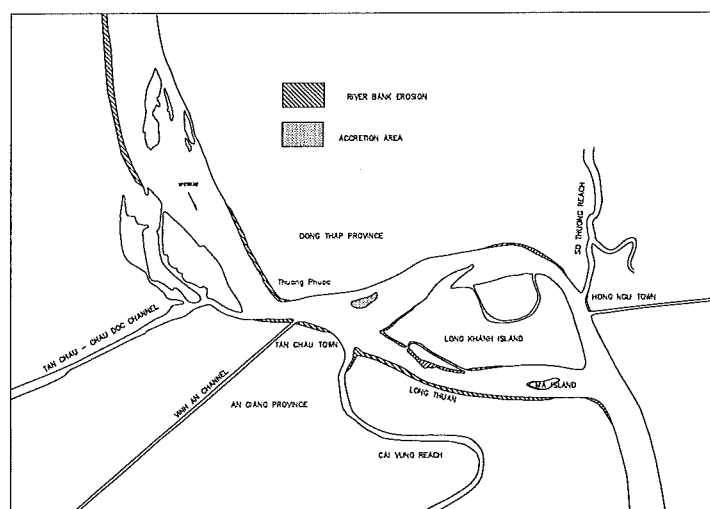 RIVER BANK EROSION
ACCRETION AREA
SO THUONG REACH
DONG THAP PROVINCE
Thuong Phuoc
HONG NGU TOWN
TAN CHAU - CHAU DOC CHANNEL
TAN CHAU TOWN
LONG KHANH ISLAND
VINH AN CHANNEL
MA ISLAND
LONG THUAN
AN GIANG PROVINCE
CAI VUNG REACH